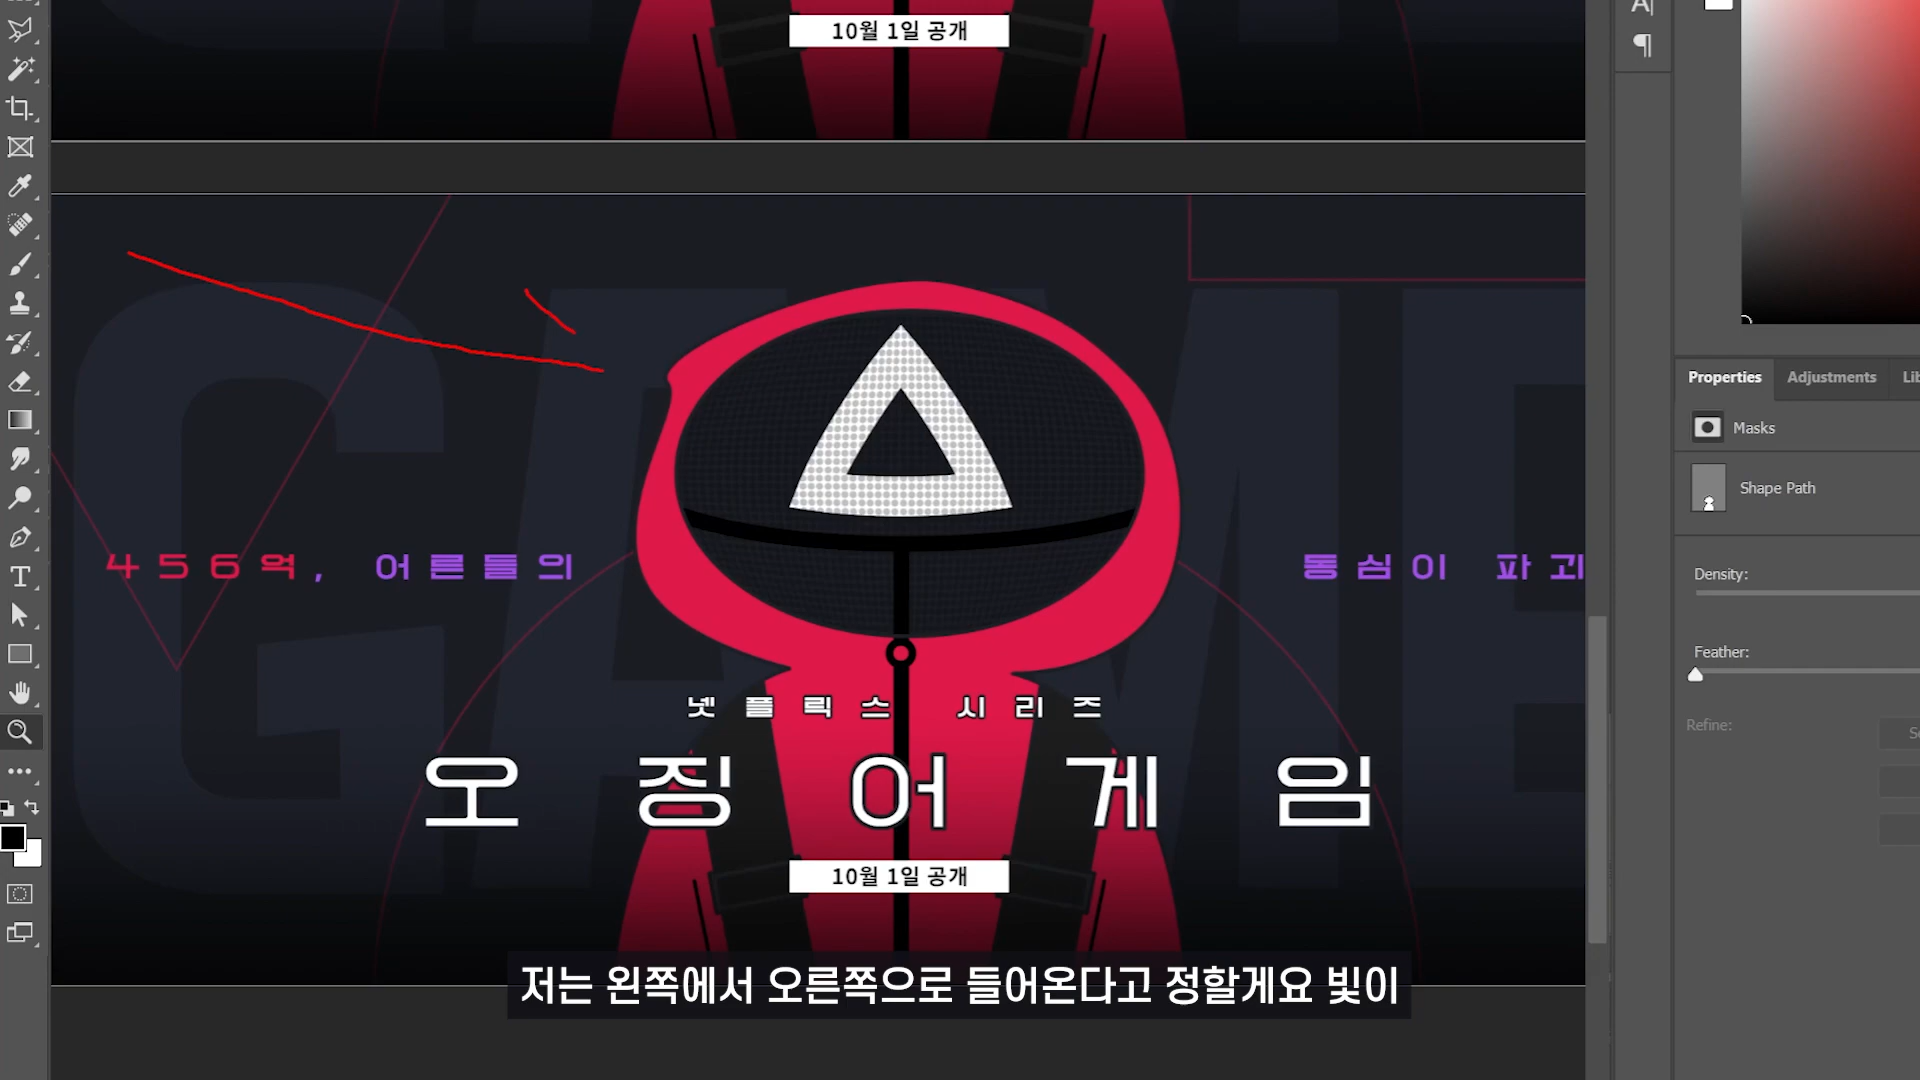 10월 1일 공개
GAME
456역, 어른들의
동심이 파괴
넷플릭스 시리즈
오징어게임
10월 1일 공개
저는 왼쪽에서 오른쪽으로 들어온다고 정할게요 빛이
Properties
Adjustments
Lib
Masks
Shape Path
Density:
Feather:
Refine: